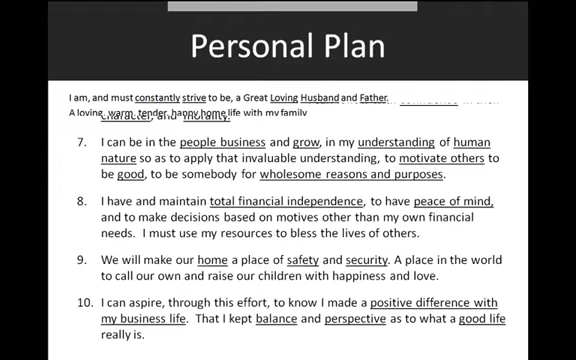 Personal Plan
I am, and must constantly strive to be, a Great Loving Husband and Father.
A loving, warm, tender, happy home life with my family
character, and
7. I can be in the people business and grow, in my understanding of human
nature so as to apply that invaluable understanding, to motivate others to
be good, to be somebody for wholesome reasons and purposes.
8. I have and maintain total financial independence, to have peace of mind,
and to make decisions based on motives other than my own financial
needs. I must use my resources to bless the lives of others.
9. We will make our home a place of safety and security. A place in the world
to call our own and raise our children with happiness and love.
10. I can aspire, through this effort, to know I made a positive difference with
my business life. That I kept balance and perspective as to what a good life
really is.